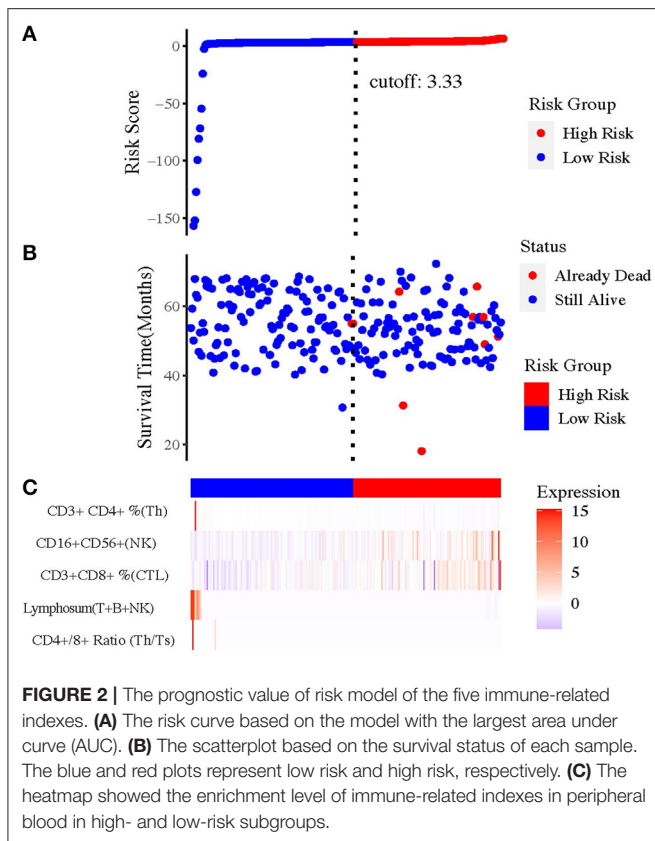 A
0
−50
−100
−150
Risk Score
cutoff: 3.33
Risk Group
High Risk
Low Risk
B
60
40
20
Survival Time(Months)
Status
Already Dead
Still Alive
Risk Group
High Risk
Low Risk
C
CD3+ CD4+ %(Th)
CD16+CD56+(NK)
CD3+CD8+ %(CTL)
Lymphosum(T+B+NK)
CD4+/8+ Ratio (Th/Ts)
Expression
15
10
5
0
FIGURE 2 | The prognostic value of risk model of the five immune-related
indexes. (A) The risk curve based on the model with the largest area under
curve (AUC). (B) The scatterplot based on the survival status of each sample.
The blue and red plots represent low risk and high risk, respectively. (C) The
heatmap showed the enrichment level of immune-related indexes in peripheral
blood in high- and low-risk subgroups.